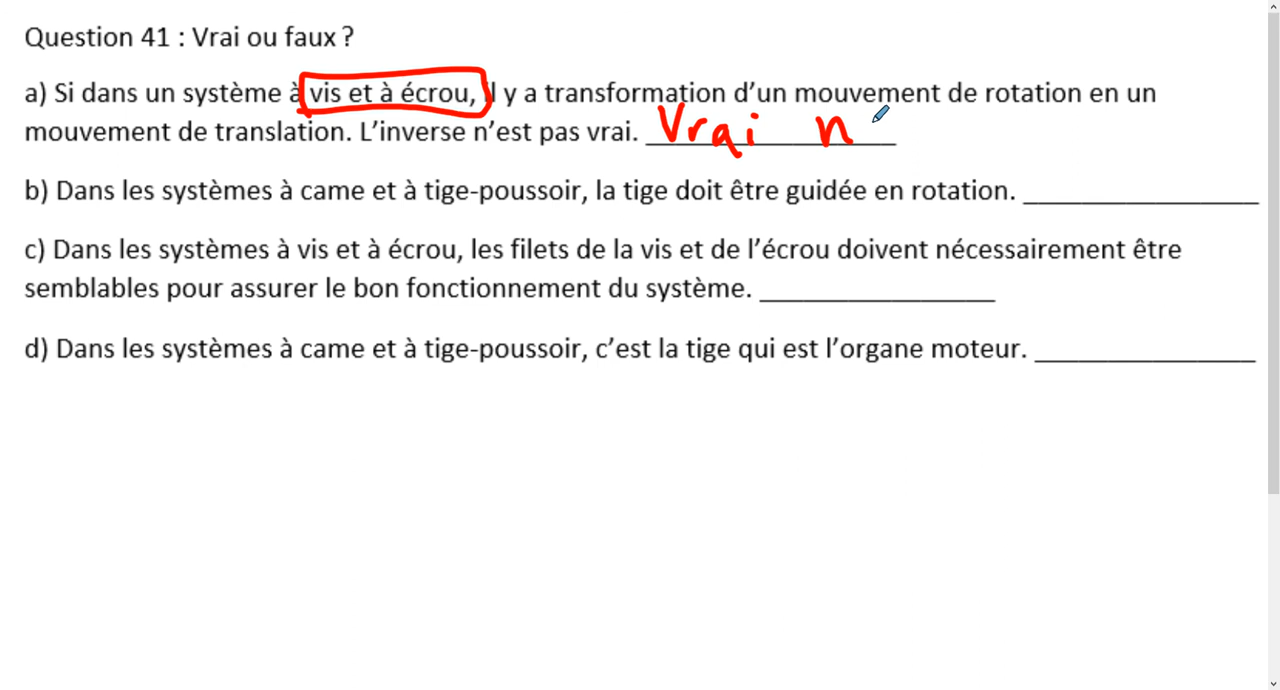 Question 41 : Vrai ou faux ?
a) Si dans un système à vis et à écrou, il y a transformation d’un mouvement de rotation en un
mouvement de translation. L’inverse n’est pas vrai. Vrai n
b) Dans les systèmes à came et à tige-poussoir, la tige doit être guidée en rotation.
c) Dans les systèmes à vis et à écrou, les filets de la vis et de l’écrou doivent nécessairement être
semblables pour assurer le bon fonctionnement du système.
d) Dans les systèmes à came et à tige-poussoir, c’est la tige qui est l’organe moteur.